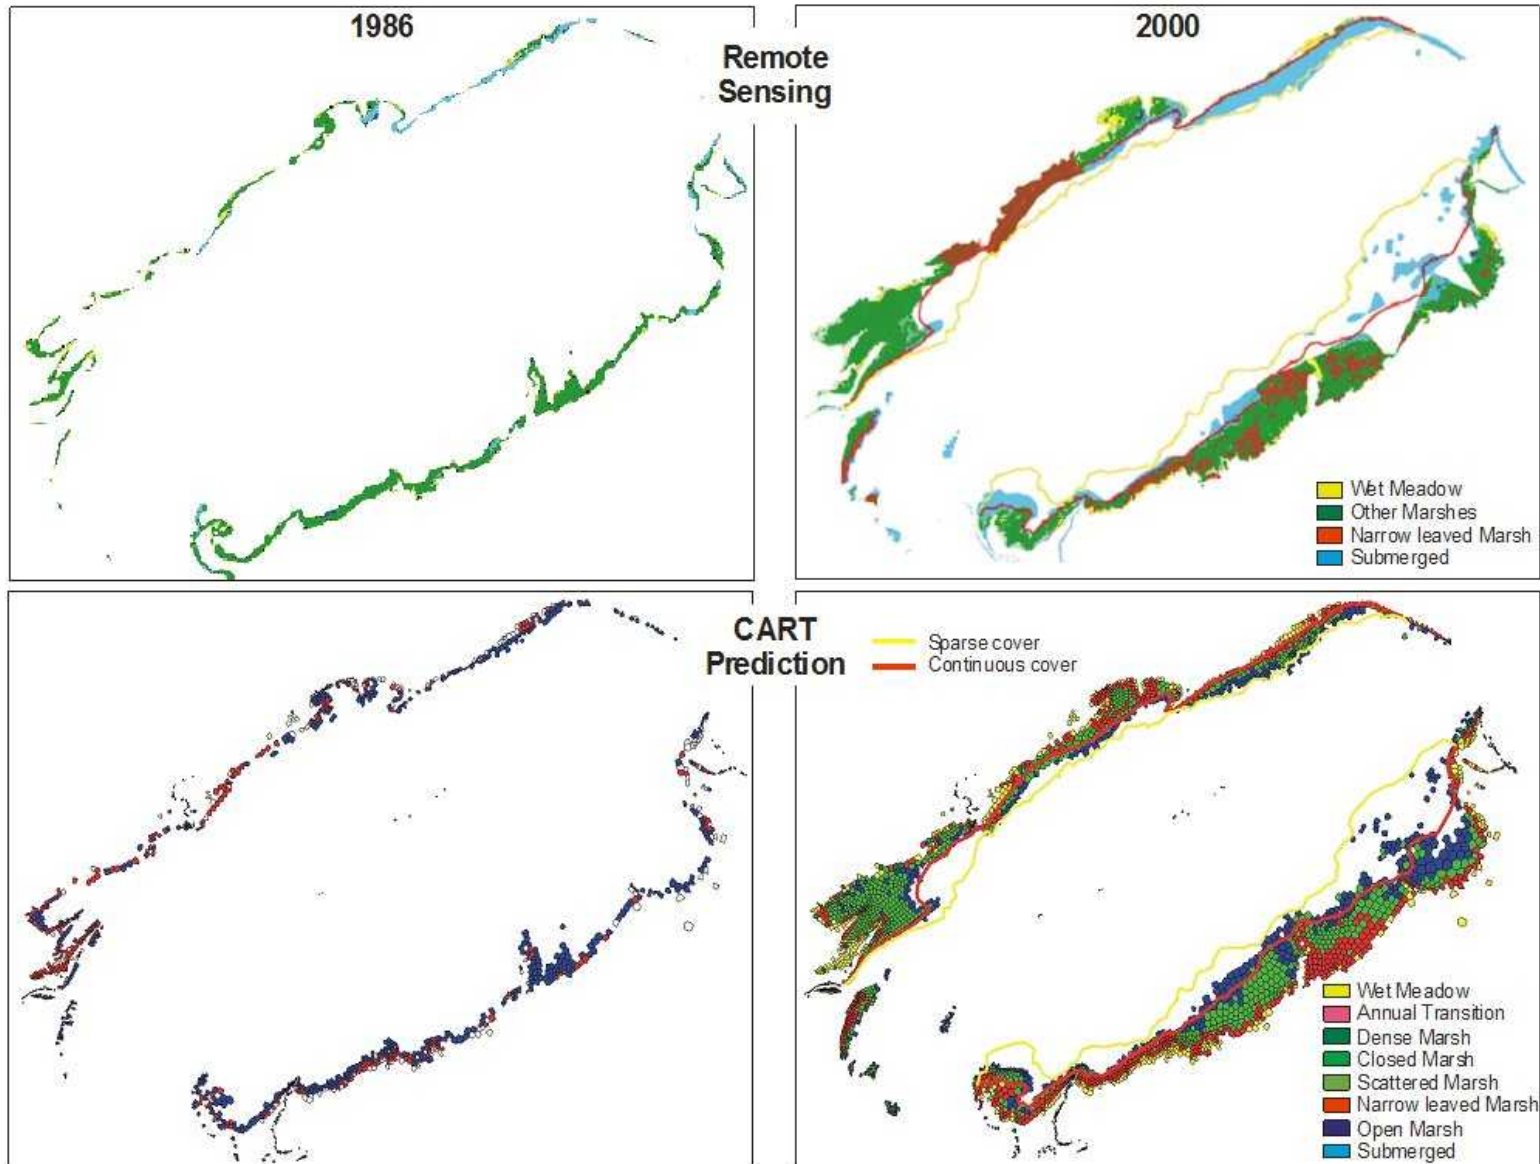 1986
2000
Remote
Sensing
Wet Meadow
Other Marshes
Narrow leaved Marsh
Submerged
CART
Prediction
Sparse cover
Continuous cover
Wet Meadow
Annual Transition
Dense Marsh
Closed Marsh
Scattered Marsh
Narrow leaved Marsh
Open Marsh
Submerged